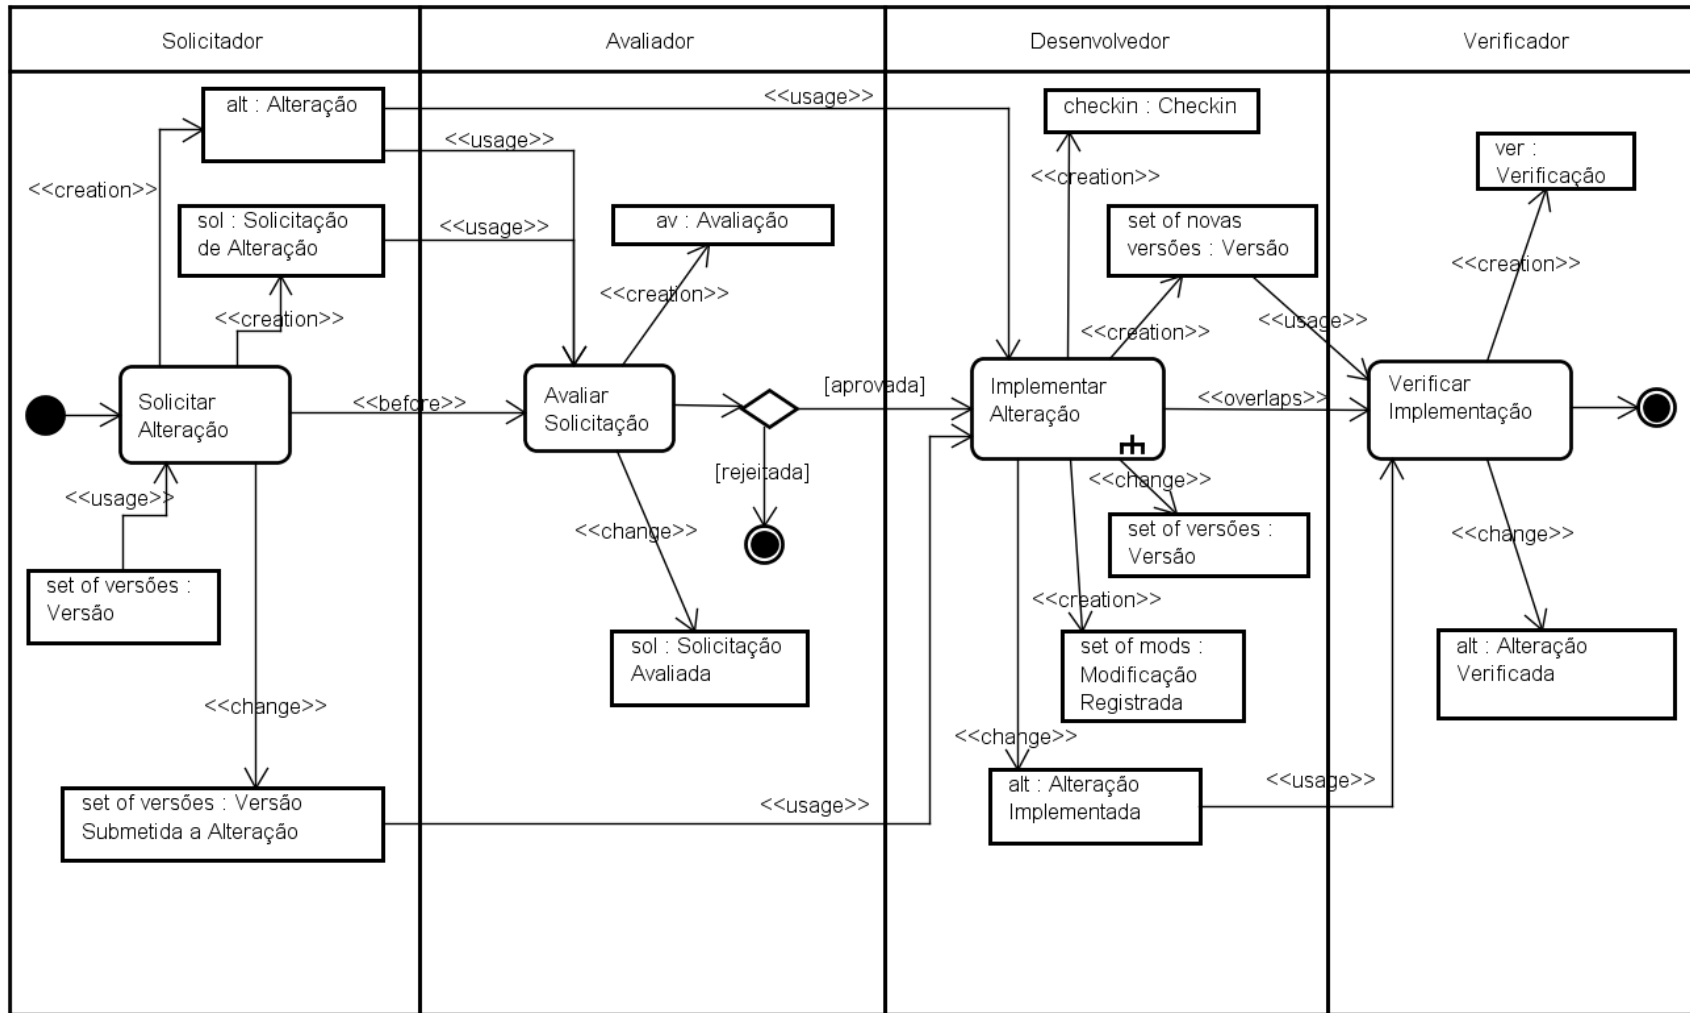 Solicitador
Avaliador
Desenvolvedor
Verificador
alt : Alteração
<<usage>>
checkin : Checkin
<<usage>>
ver :
Verificação
<<creation>>
<<creation>>
sol : Solicitação
de Alteração
<<usage>>
av : Avaliação
set of novas
versões : Versão
<<creation>>
<<creation>>
<<creation>>
<<creation>>
<<usage>>
Solicitar
Alteração
<<before>>
Avaliar
Solicitação
[aprovada]
Implementar
Alteração
<<overlaps>>
Verificar
Implementação
<<usage>>
[rejeitada]
<<change>>
<<change>>
<<change>>
set of versões :
Versão
set of versões :
Versão
<<creation>>
sol : Solicitação
Avaliada
set of mods :
Modificação
Registrada
alt : Alteração
Verificada
<<change>>
<<change>>
set of versões : Versão
Submetida a Alteração
<<usage>>
alt : Alteração
Implementada
<<usage>>